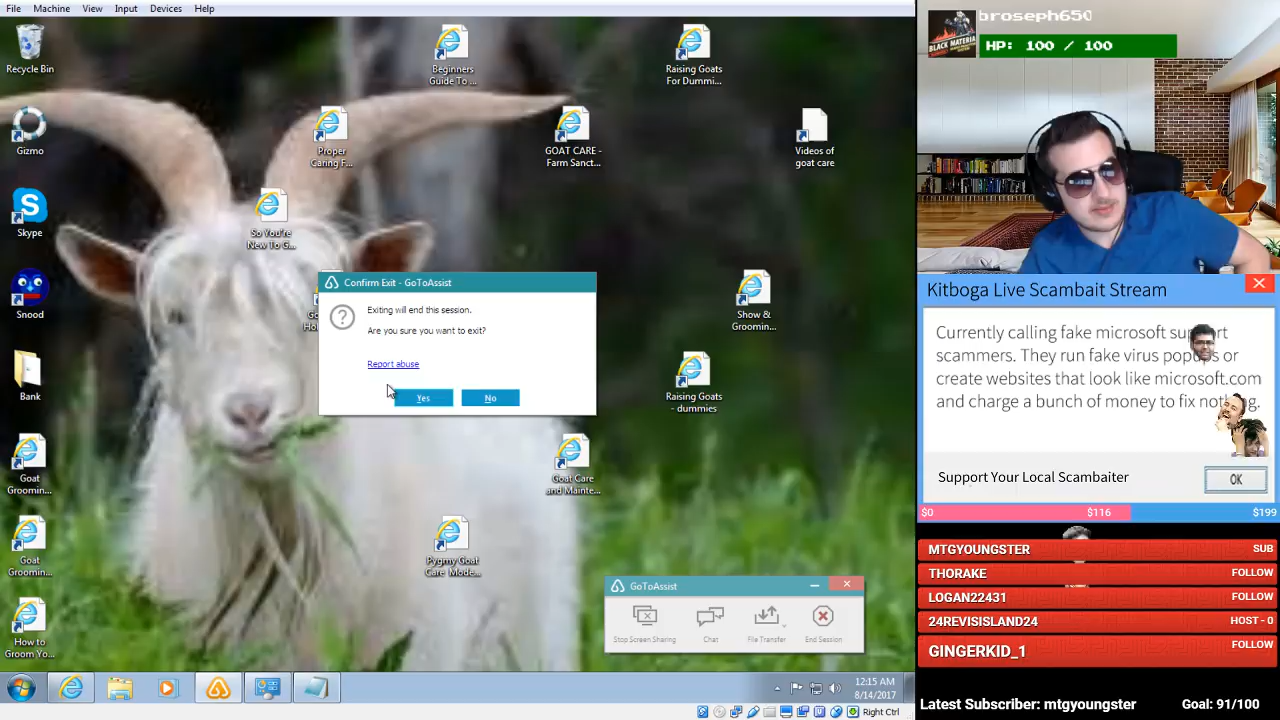 File Machine View Input Devices Help
Recycle Bin
Gizmo
Skype
Snood
Bank
Goat
Groomin...
Goat
Groomin...
How to
Groom Yo...
Beginners
Guide To ...
Raising Goats
For Dummi...
Proper
Caring F...
GOAT CARE -
Farm Sanct...
Videos of
goat care
So You're
New To G...
Show &
Groomin...
Raising Goats
- dummies
Goat Care
and Mainte...
Pygmy Goat
Care Mode...
Confirm Exit - GoToAssist
Exiting will end this session.
Are you sure you want to exit?
Report abuse
Yes No
GoToAssist
Stop Screen Sharing Chat File Transfer End Session
12:15 AM
8/14/2017
Right Ctrl
broseph650
BLACK MATERIA
HP: 100 / 100
Kitboga Live Scambait Stream
Currently calling fake microsoft support
scammers. They run fake virus popups or
create websites that look like microsoft.com
and charge a bunch of money to fix nothing.
Support Your Local Scambaiter
OK
$0 $116 $199
MTGYOUNGSTER SUB
THORAKE FOLLOW
LOGAN22431 FOLLOW
24REVISISLAND24 HOST - 0
GINGERKID_1 FOLLOW
Latest Subscriber: mtgyoungster Goal: 91/100